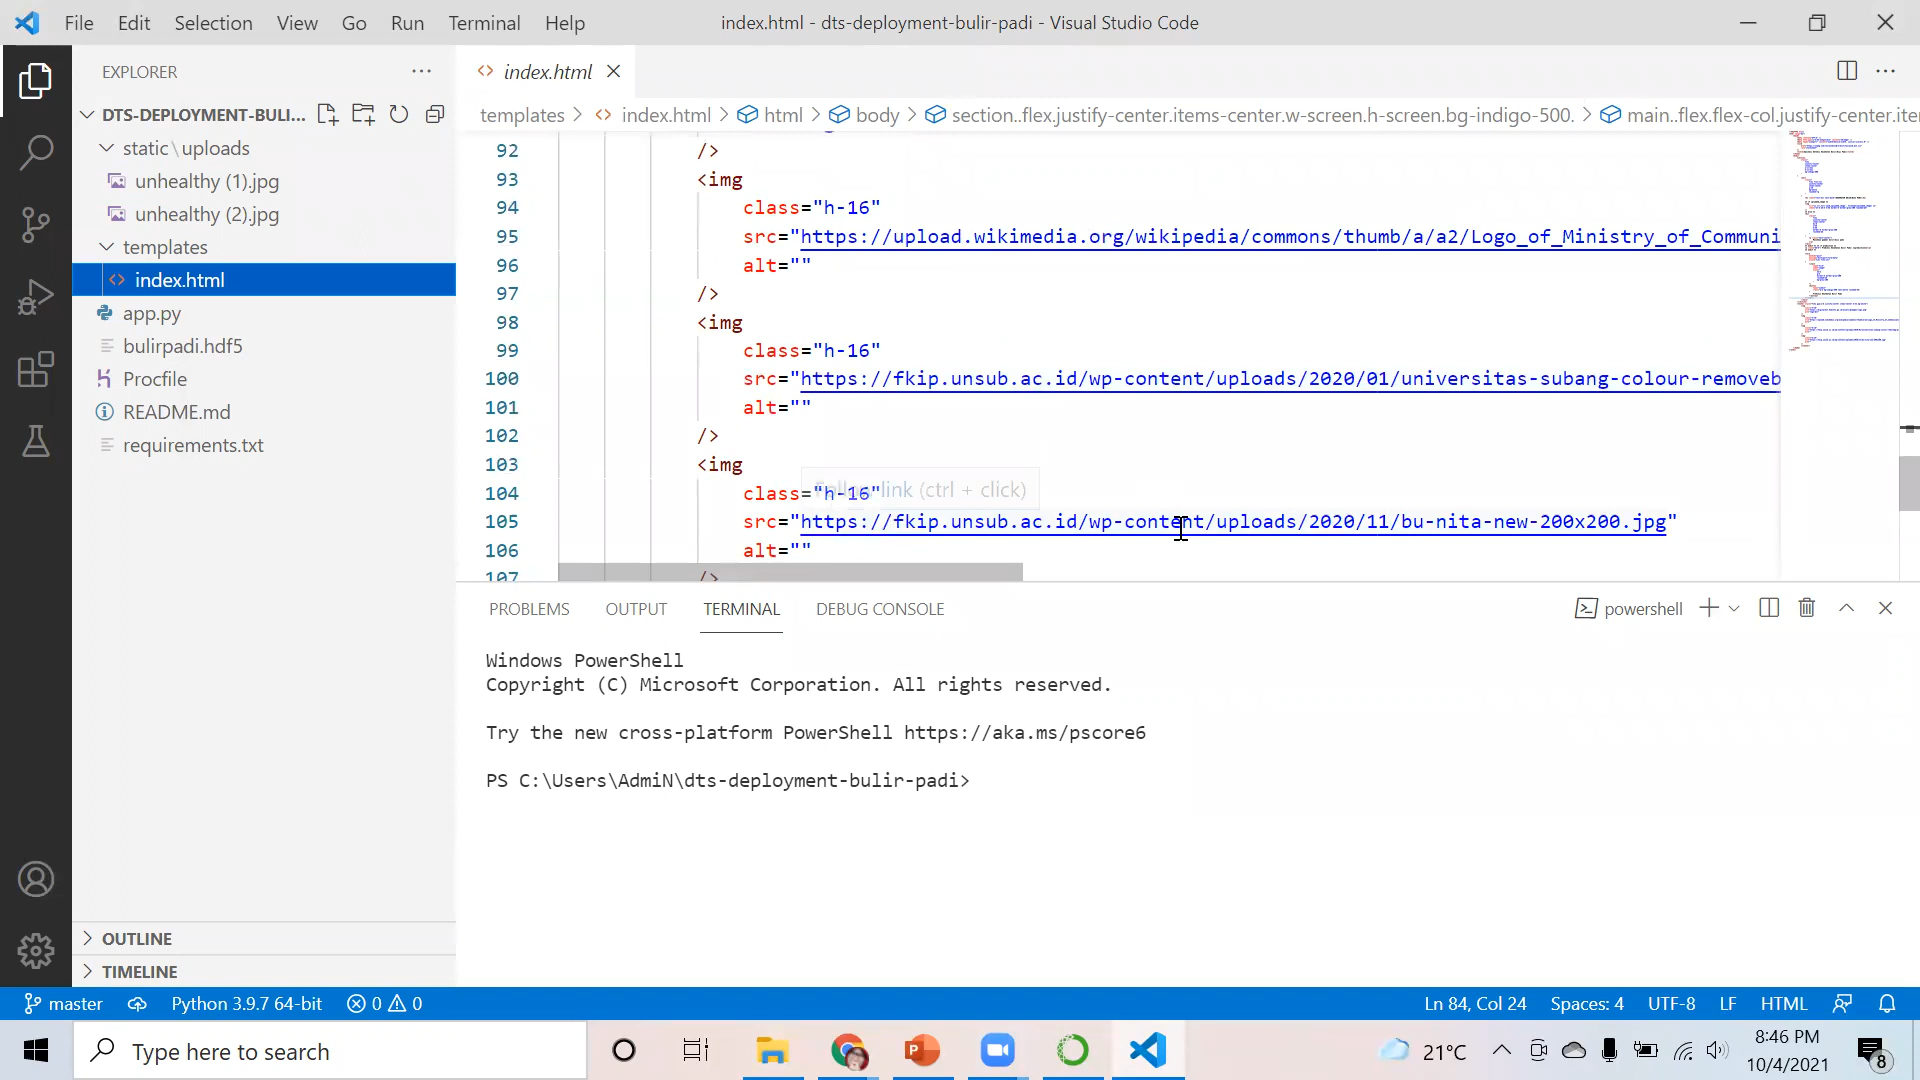 File Edit Selection View Go Run Terminal Help
index.html - dts-deployment-bulir-padi - Visual Studio Code
EXPLORER
DTS-DEPLOYMENT-BULI...
static\uploads
unhealthy (1).jpg
unhealthy (2).jpg
templates
index.html
app.py
bulirpadi.hdf5
Procfile
README.md
requirements.txt
OUTLINE
TIMELINE
index.html
templates > index.html > html > body > section..flex.justify-center.items-center.w-screen.h-screen.bg-indigo-500. > main..flex.flex-col.justify-center.ite
92 />
93 <img
94 class="h-16"
95 src="https://upload.wikimedia.org/wikipedia/commons/thumb/a/a2/Logo_of_Ministry_of_Communi
96 alt=""
97 />
98 <img
99 class="h-16"
100 src="https://fkip.unsub.ac.id/wp-content/uploads/2020/01/universitas-subang-colour-removeb
101 alt=""
102 />
103 <img
104 class="h-16"
Follow link (ctrl + click)
105 src="https://fkip.unsub.ac.id/wp-content/uploads/2020/11/bu-nita-new-200x200.jpg"
106 alt=""
107 />
PROBLEMS OUTPUT TERMINAL DEBUG CONSOLE
powershell
Windows PowerShell
Copyright (C) Microsoft Corporation. All rights reserved.
Try the new cross-platform PowerShell https://aka.ms/pscore6
PS C:\Users\AdmiN\dts-deployment-bulir-padi>
master Python 3.9.7 64-bit 0 0
Ln 84, Col 24 Spaces: 4 UTF-8 LF HTML
Type here to search
21°C
8:46 PM
10/4/2021
8